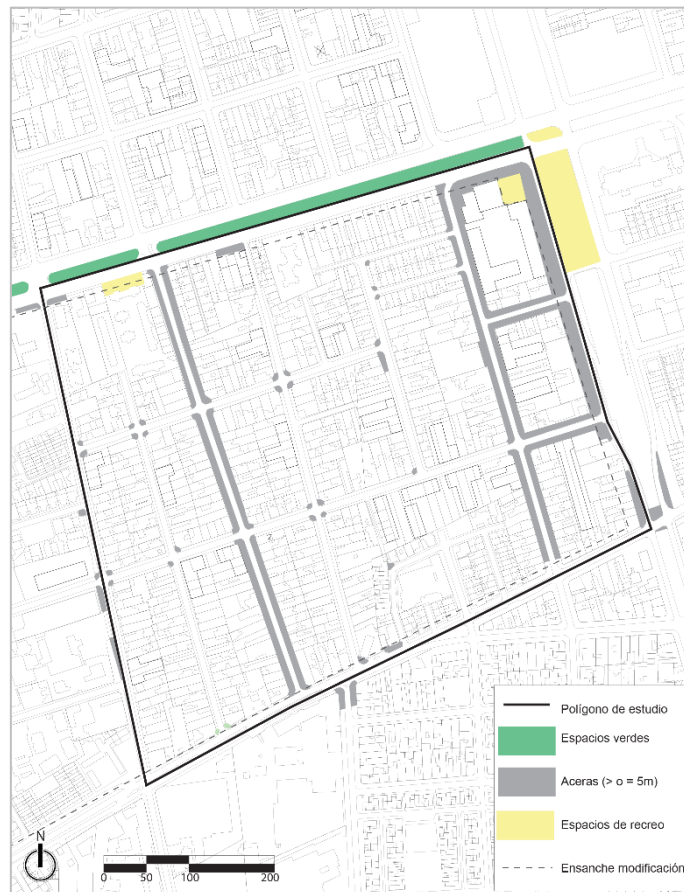 Polígono de estudio
Espacios verdes
Aceras (> o = 5m)
Espacios de recreo
Ensanche modificación
N
0 50 100 200